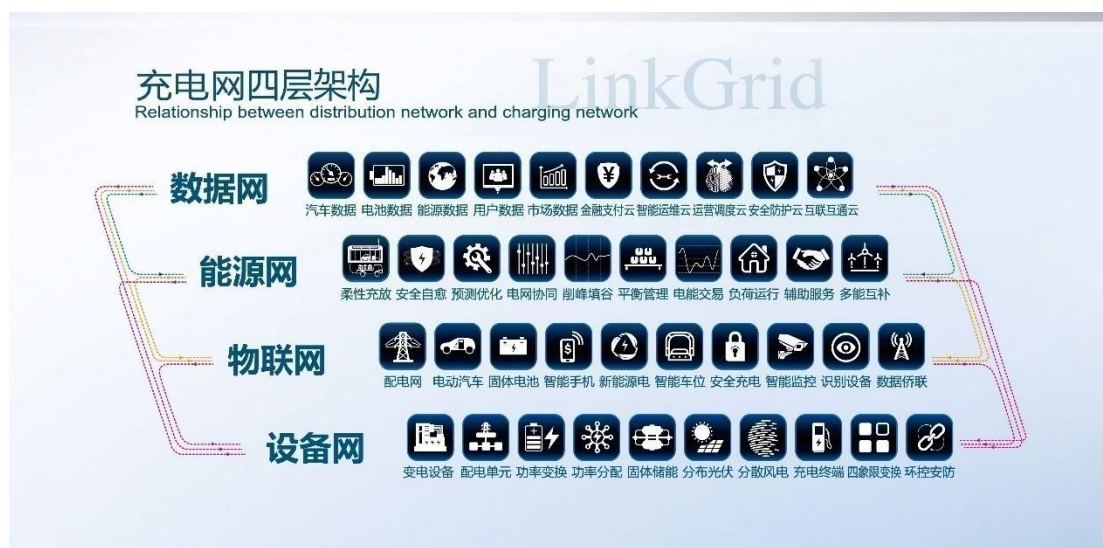 LinkGrid
充电网四层架构
Relationship between distribution network and charging network
数据网
汽车数据 电池数据 能源数据 用户数据 市场数据 金融支付云 智能运维云 运营调度云 安全防护云 互联互通云
能源网
柔性充放 安全自愈 预测优化 电网协同 削峰填谷 平衡管理 电能交易 负荷运行 辅助服务 多能互补
物联网
配电网 电动汽车 固体电池 智能手机 新能源电 智能车位 安全充电 智能监控 识别设备 数据侨联
设备网
变电设备 配电单元 功率变换 功率分配 固体储能 分布光伏 分散风电 充电终端 四象限变换 环控安防